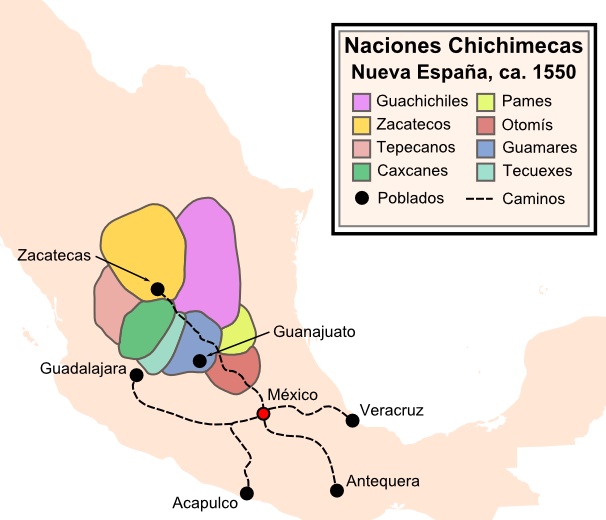 Naciones Chichimecas
Nueva España, ca. 1550
Guachichiles
Pames
Zacatecos
Otomís
Tepecanos
Guamares
Caxcanes
Tecuexes
Poblados
Caminos
Zacatecas
Guanajuato
Guadalajara
México
Veracruz
Antequera
Acapulco